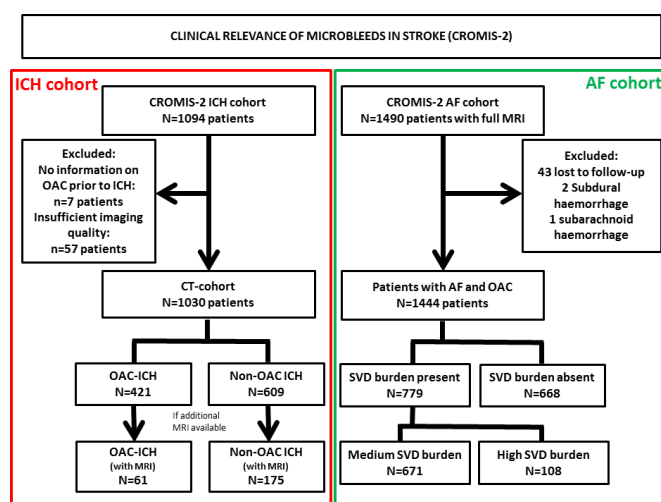 CLINICAL RELEVANCE OF MICROBLEEDS IN STROKE (CROMIS-2)
ICH cohort
CROMIS-2 ICH cohort
N=1094 patients
Excluded:
No information on
OAC prior to ICH:
n=7 patients
Insufficient imaging
quality:
n=57 patients
CT-cohort
N=1030 patients
OAC-ICH
N=421
Non-OAC ICH
N=609
If additional
MRI available
OAC-ICH
(with MRI)
N=61
Non-OAC ICH
(with MRI)
N=175
AF cohort
CROMIS-2 AF cohort
N=1490 patients with full MRI
Excluded:
43 lost to follow-up
2 Subdural
haemorrhage
1 subarachnoid
haemorrhage
Patients with AF and OAC
N=1444 patients
SVD burden present
N=779
SVD burden absent
N=668
Medium SVD burden
N=671
High SVD burden
N=108